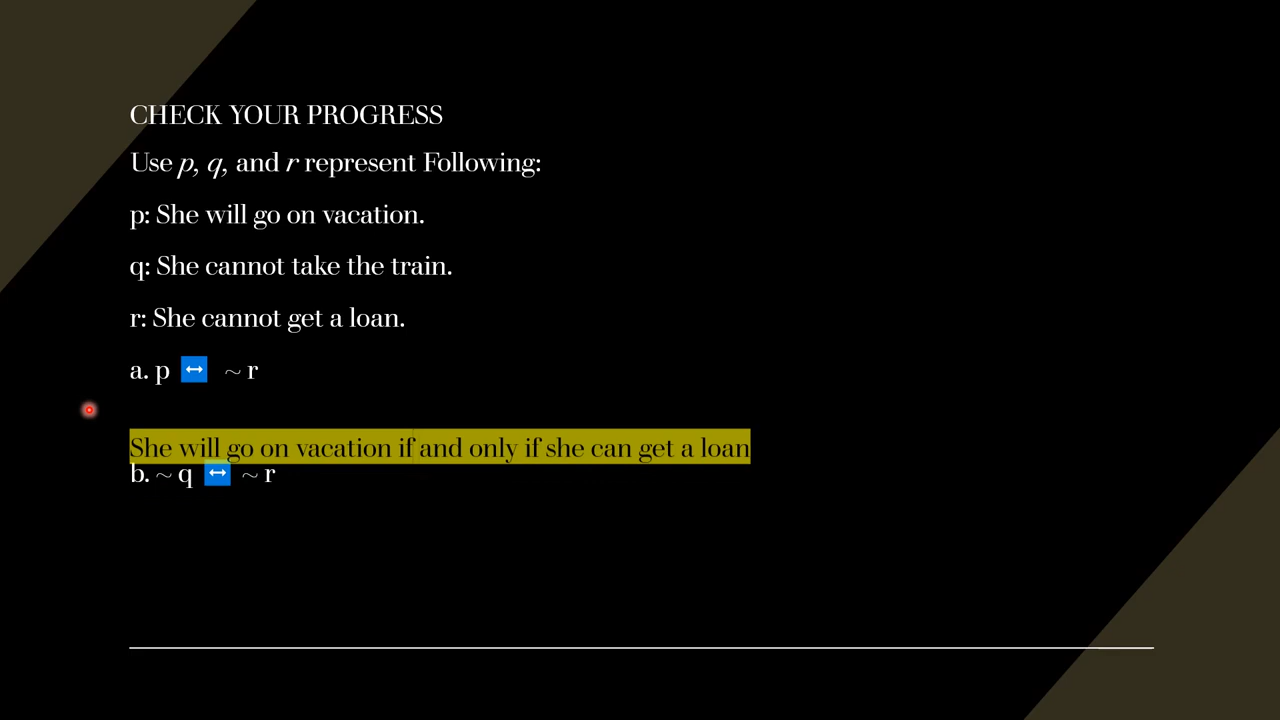 CHECK YOUR PROGRESS
Use p, q, and r represent Following:
p: She will go on vacation.
q: She cannot take the train.
r: She cannot get a loan.
a. p ↔ ~ r
She will go on vacation if and only if she can get a loan
b. ~ q ↔ ~ r